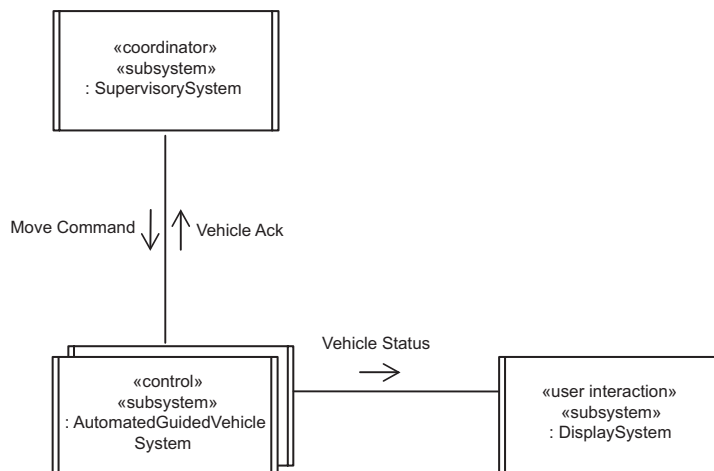 «coordinator»
«subsystem»
: SupervisorySystem
Move Command
Vehicle Ack
Vehicle Status
«control»
«subsystem»
: AutomatedGuidedVehicle
System
«user interaction»
«subsystem»
: DisplaySystem